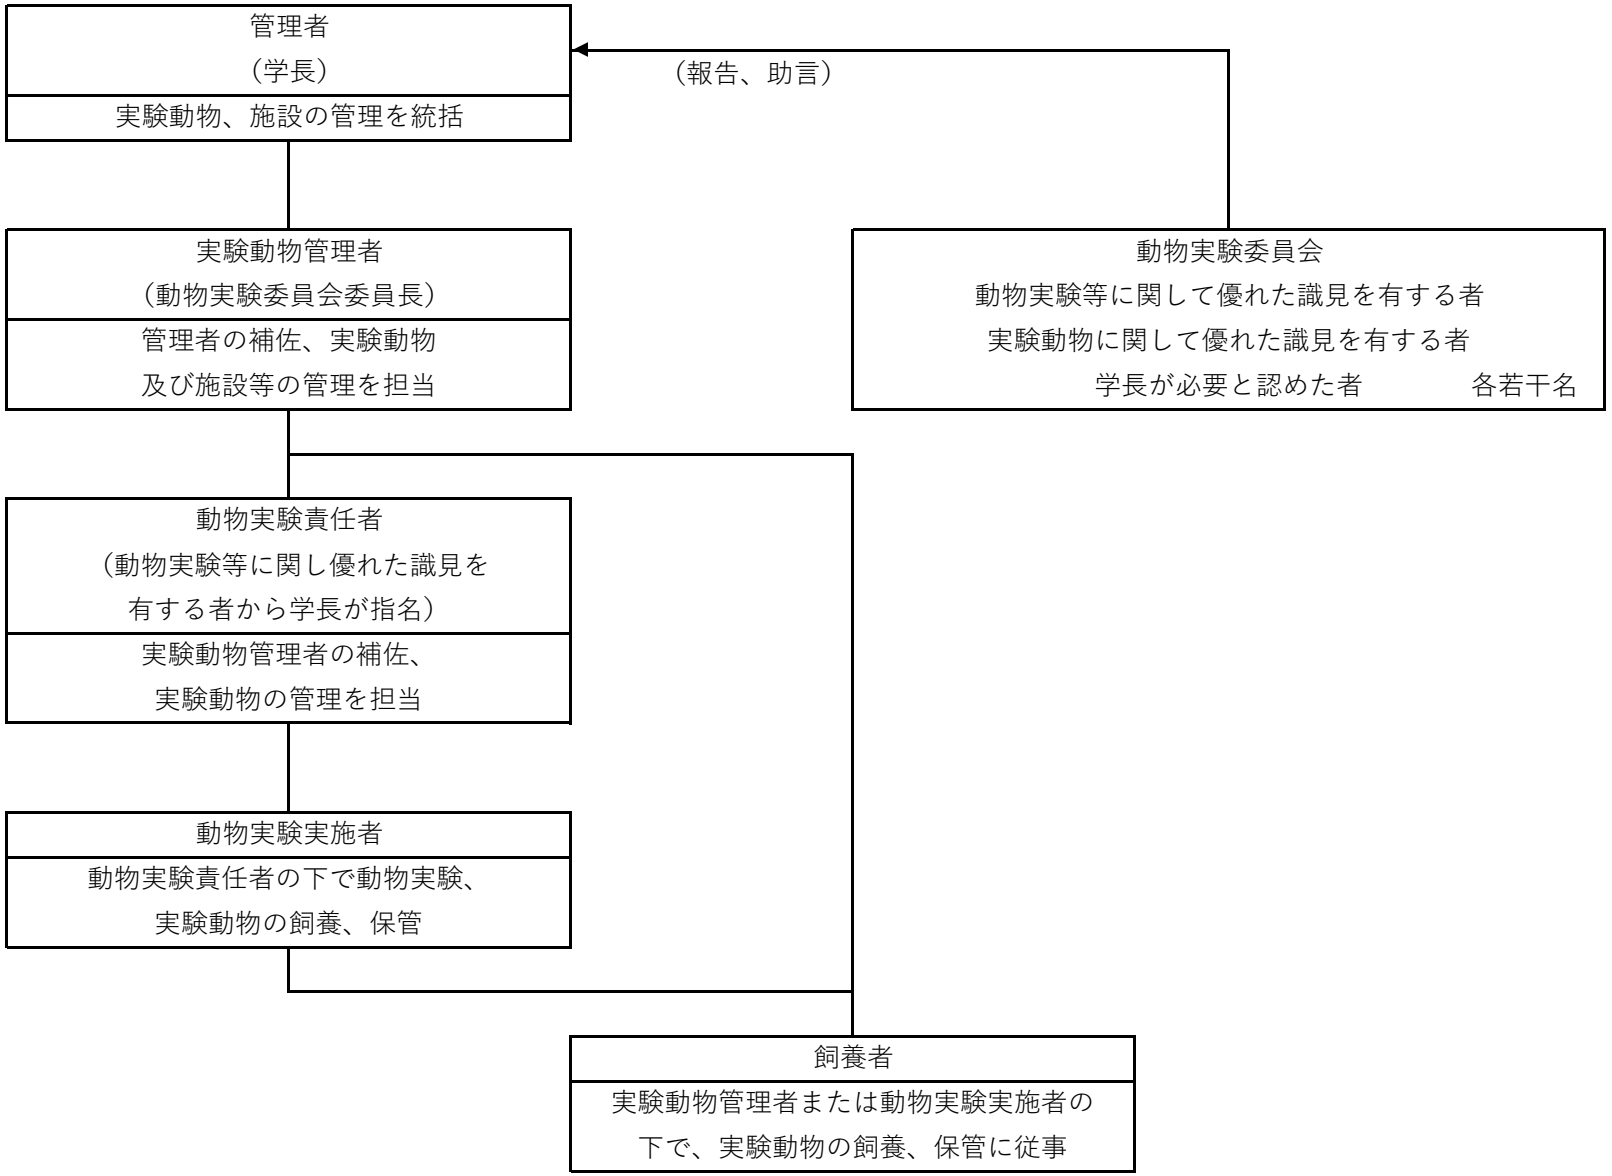 管理者
（学長）
実験動物、施設の管理を統括
（報告、助言）
実験動物管理者
（動物実験委員会委員長）
管理者の補佐、実験動物
及び施設等の管理を担当
動物実験委員会
動物実験等に関して優れた識見を有する者
実験動物に関して優れた識見を有する者
学長が必要と認めた者　　　　各若干名
動物実験責任者
（動物実験等に関し優れた識見を
有する者から学長が指名）
実験動物管理者の補佐、
実験動物の管理を担当
動物実験実施者
動物実験責任者の下で動物実験、
実験動物の飼養、保管
飼養者
実験動物管理者または動物実験実施者の
下で、実験動物の飼養、保管に従事